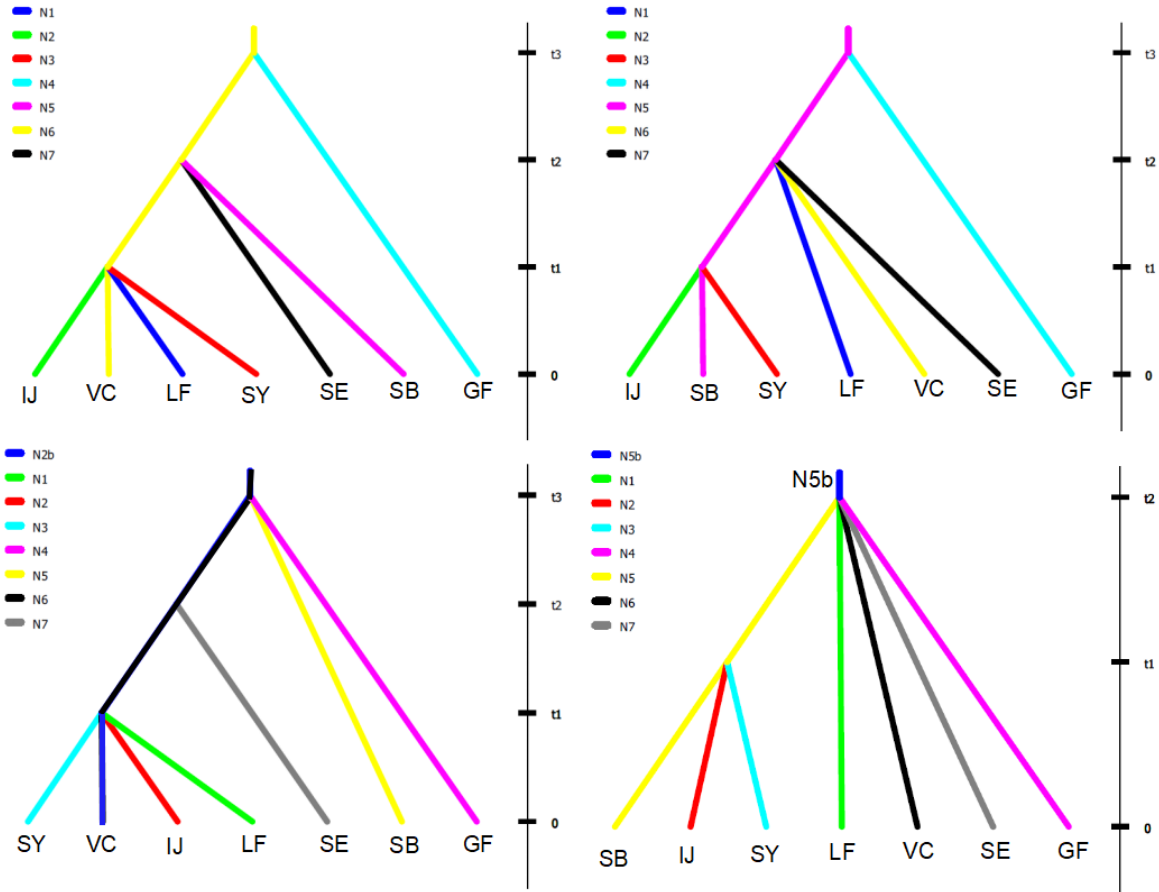 N1
N2
N3
N4
N5
N6
N7
t3
t2
t1
0
IJ VC LF SY SE SB GF
N1
N2
N3
N4
N5
N6
N7
t3
t2
t1
0
IJ SB SY LF VC SE GF
N2b
N1
N2
N3
N4
N5
N6
N7
t3
t2
t1
0
SY VC IJ LF SE SB GF
N5b
N1
N2
N3
N4
N5
N6
N7
N5b
t2
t1
0
SB IJ SY LF VC SE GF